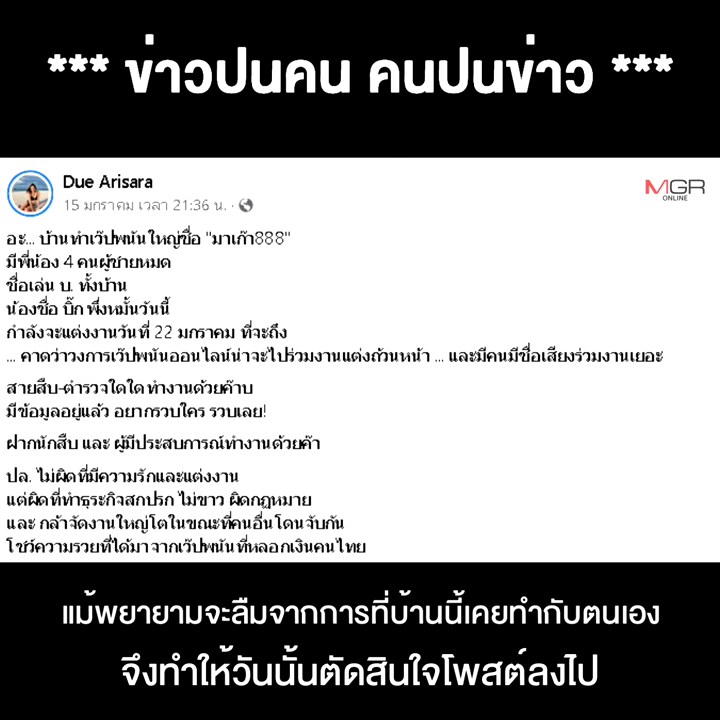 *** ข่าวปนคน คนปนข่าว ***
Due Arisara
15 มกราคม เวลา 21:36 น. ·
MGR
ONLINE
อะ... บ้านทำเว็ปพนันใหญ่ชื่อ "มาเก๊า888"
มีพี่น้อง 4 คนผู้ชายหมด
ชื่อเล่น บ. ทั้งบ้าน
น้องชื่อ บิ๊ก พึ่งหมั้นวันนี้
กำลังจะแต่งงานวันที่ 22 มกราคม ที่จะถึง
... คาดว่าวงการเว็ปพนันออนไลน์น่าจะไปร่วมงานแต่งถ้วนหน้า ... และมีคนมีชื่อเสียงร่วมงานเยอะ
สายสืบ-ตำรวจใดใด ทำงานด้วยค๊าบ
มีข้อมูลอยู่แล้ว อยากรวบใคร รวบเลย!
ฝากนักสืบ และ ผู้มีประสบการณ์ทำงานด้วยค๊า
ปล. ไม่ผิดที่มีความรักและแต่งงาน
แต่ผิดที่ทำธุระกิจสกปรก ไม่ขาว ผิดกฏหมาย
และ กล้าจัดงานใหญ่โตในขณะที่คนอื่นโดนจับกัน
โชว์ความรวยที่ได้มาจากเว็ปพนันที่หลอกเงินคนไทย
แม้พยายามจะลืมจากการที่บ้านนี้เคยทำกับตนเอง
จึงทำให้วันนั้นตัดสินใจโพสต์ลงไป